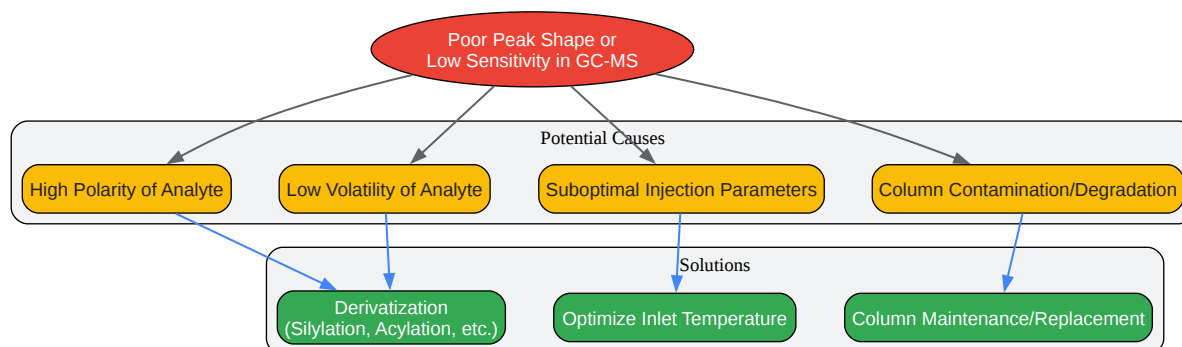 Poor Peak Shape or
Low Sensitivity in GC-MS
Potential Causes
High Polarity of Analyte
Low Volatility of Analyte
Suboptimal Injection Parameters
Column Contamination/Degradation
Solutions
Derivatization
(Silylation, Acylation, etc.)
Optimize Inlet Temperature
Column Maintenance/Replacement